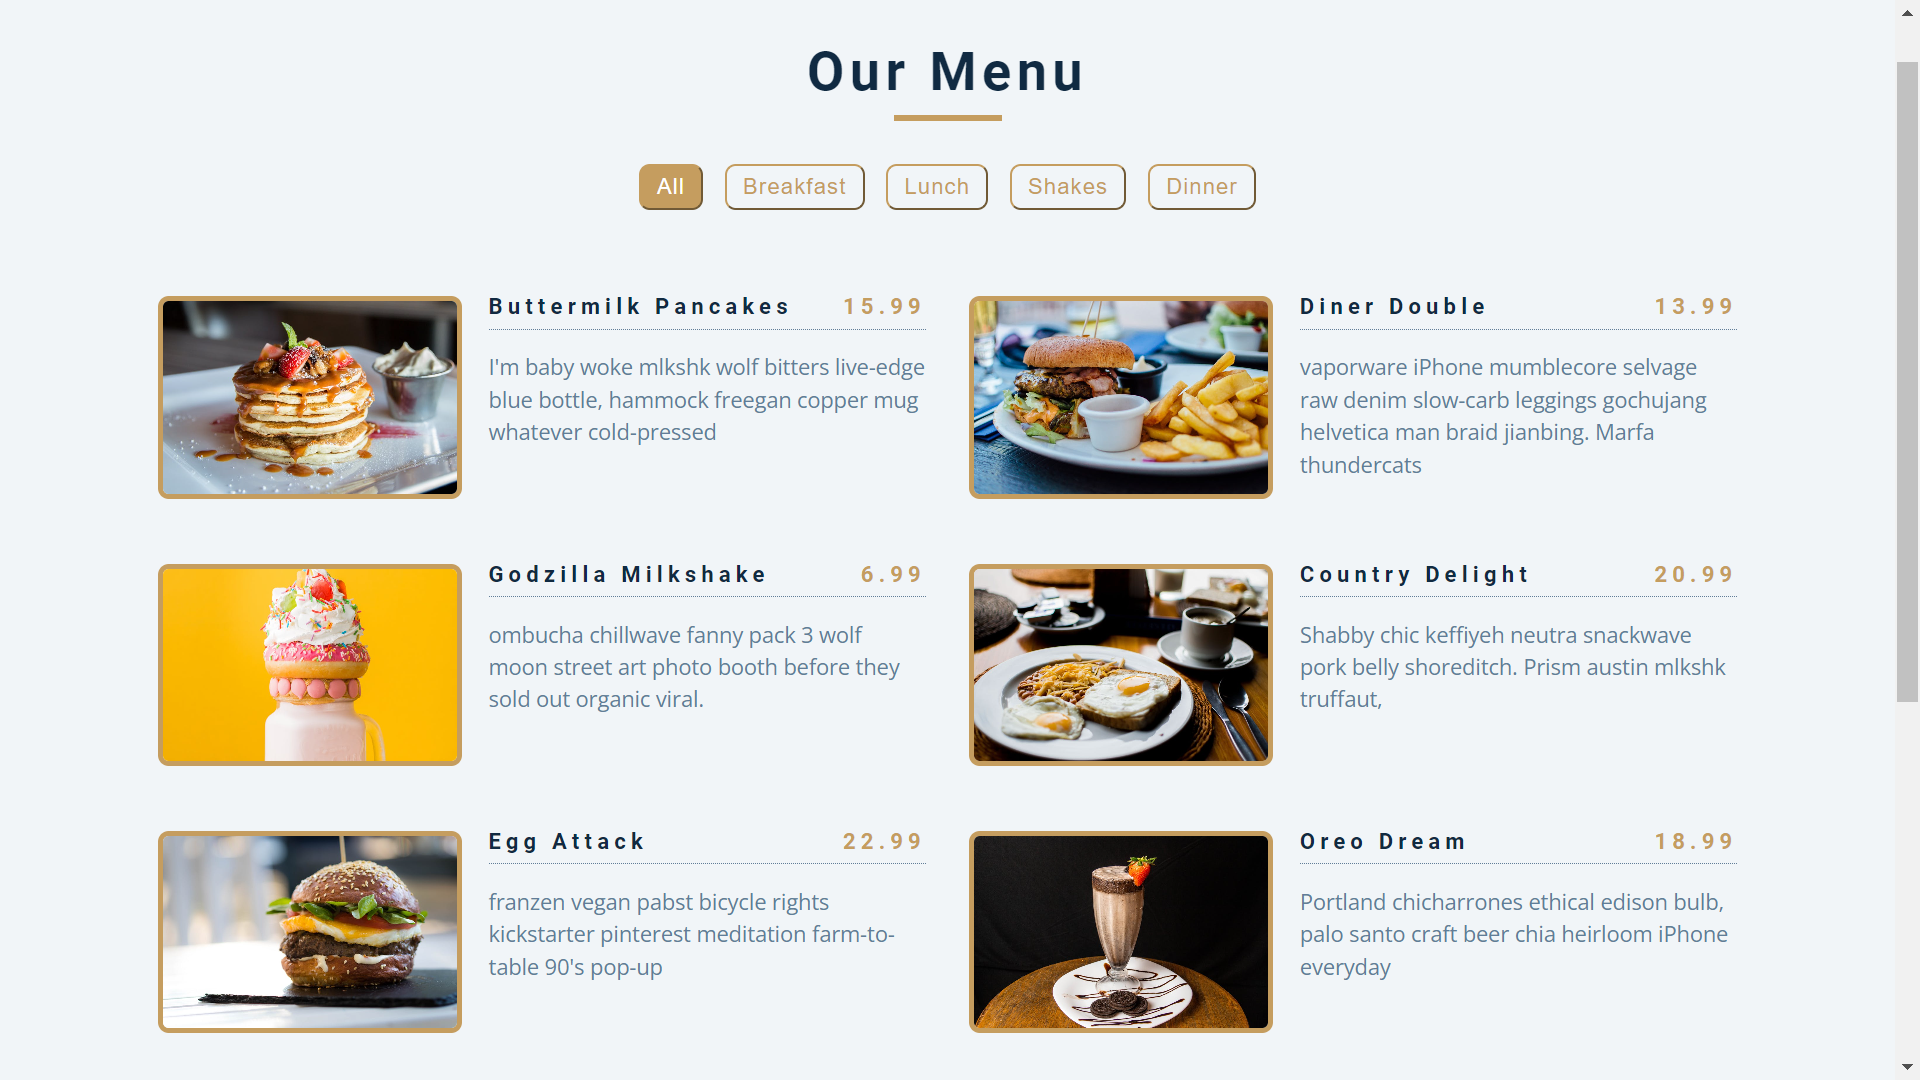 Our Menu
All
Breakfast
Lunch
Shakes
Dinner
Buttermilk Pancakes 15.99
I'm baby woke mlkshk wolf bitters live-edge
blue bottle, hammock freegan copper mug
whatever cold-pressed
Diner Double 13.99
vaporware iPhone mumblecore selvage
raw denim slow-carb leggings gochujang
helvetica man braid jianbing. Marfa
thundercats
Godzilla Milkshake 6.99
ombucha chillwave fanny pack 3 wolf
moon street art photo booth before they
sold out organic viral.
Country Delight 20.99
Shabby chic keffiyeh neutra snackwave
pork belly shoreditch. Prism austin mlkshk
truffaut,
Egg Attack 22.99
franzen vegan pabst bicycle rights
kickstarter pinterest meditation farm-to-
table 90's pop-up
Oreo Dream 18.99
Portland chicharrones ethical edison bulb,
palo santo craft beer chia heirloom iPhone
everyday